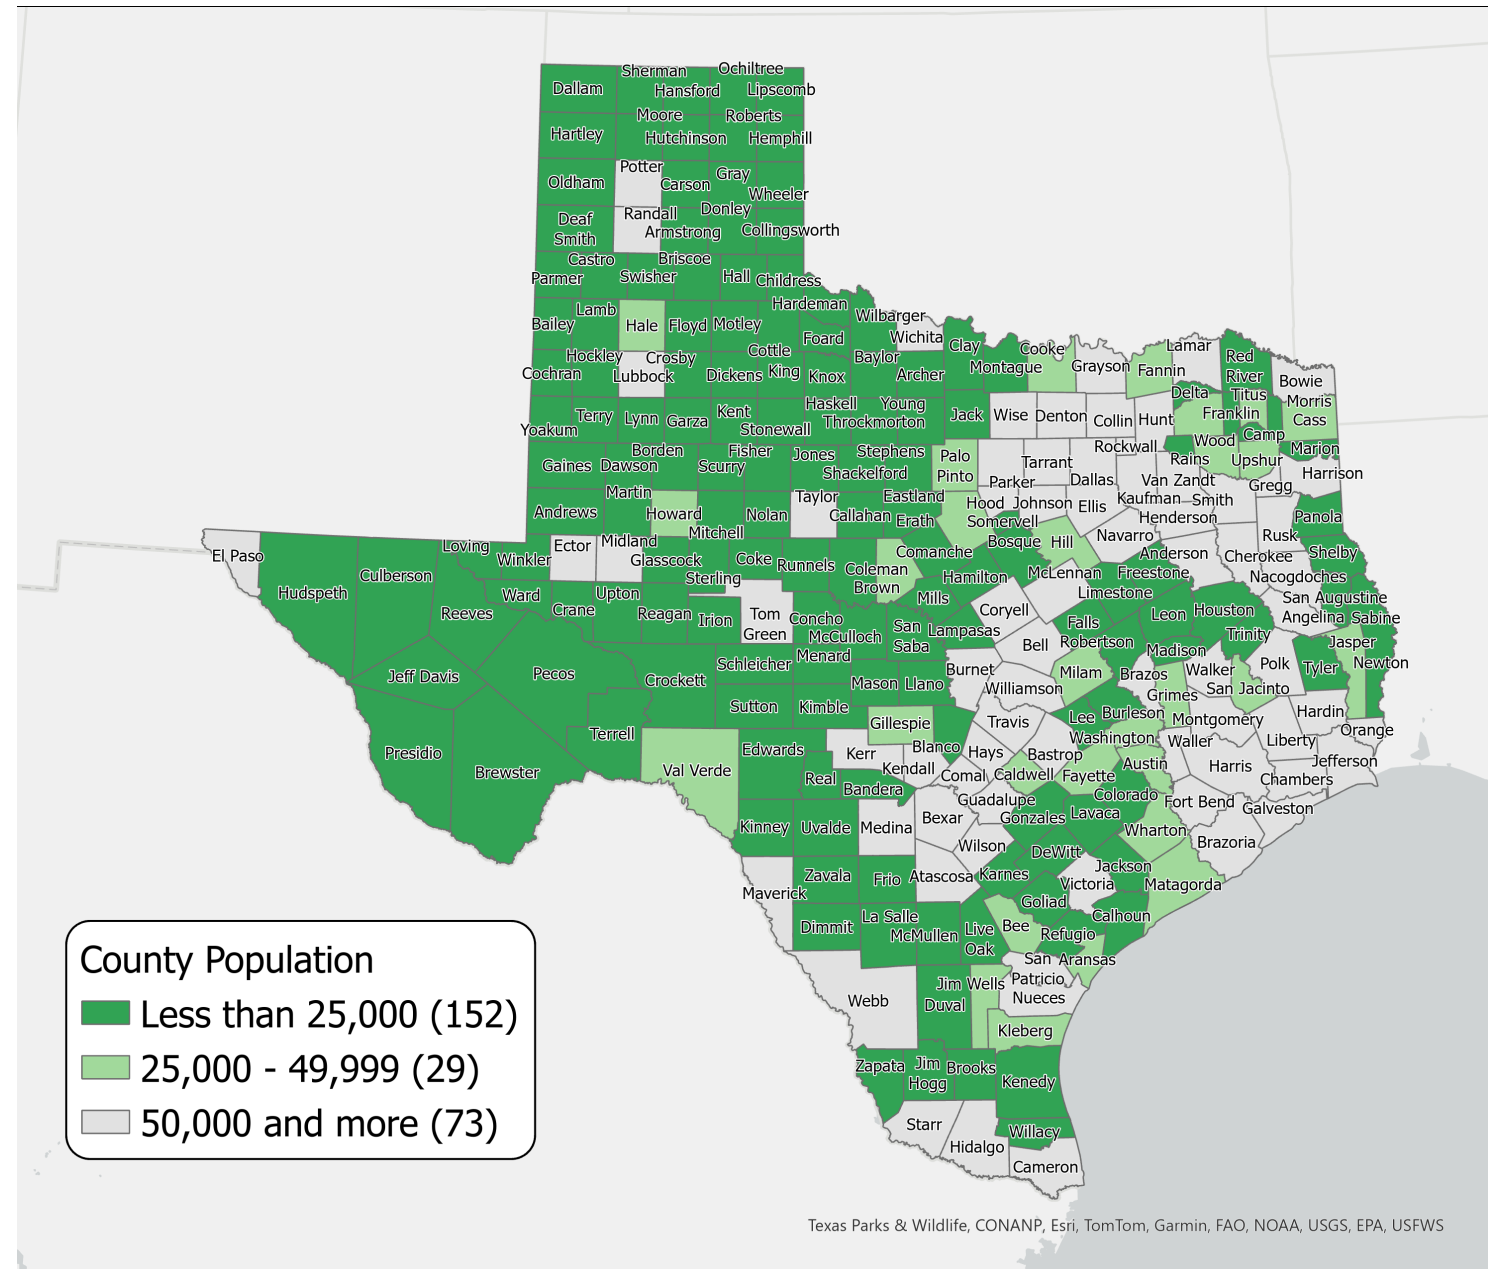 Sherman
Ochiltree
Dallam
Hansford
Lipscomb
Moore
Roberts
Hartley
Hutchinson
Hemphill
Potter
Gray
Oldham
Carson
Wheeler
Randall
Donley
Deaf
Smith
Armstrong
Collingsworth
Castro
Briscoe
Parmer
Swisher
Hall
Childress
Hardeman
Lamb
Wilbarger
Bailey
Hale
Floyd
Motley
Foard
Wichita
Clay
Cooke
Lamar
Red
River
Hockley
Crosby
Cottle
Baylor
Montague
Grayson
Fannin
Bowie
Cochran
Lubbock
Dickens
King
Knox
Archer
Delta
Titus
Morris
Haskell
Young
Terry
Lynn
Garza
Kent
Throckmorton
Jack
Wise
Denton
Collin
Hunt
Franklin
Cass
Yoakum
Stonewall
Camp
Borden
Fisher
Jones
Stephens
Rockwall
Wood
Marion
Gaines
Dawson
Scurry
Shackelford
Palo
Pinto
Tarrant
Rains
Upshur
Parker
Dallas
Van Zandt
Gregg
Harrison
Martin
Taylor
Eastland
Hood
Johnson
Kaufman
Smith
Andrews
Howard
Nolan
Callahan
Erath
Somervell
Ellis
Henderson
Panola
Mitchell
Rusk
Loving
Ector
Midland
Bosque
Hill
Navarro
El Paso
Winkler
Glasscock
Coke
Runnels
Comanche
Anderson
Cherokee
Shelby
Culberson
Sterling
Coleman
Brown
Hamilton
McLennan
Freestone
Nacogdoches
Hudspeth
Ward
Upton
Mills
Limestone
San Augustine
Reeves
Crane
Reagan
Irion
Tom
Green
Concho
Coryell
Falls
Leon
Houston
Angelina
Sabine
McCulloch
San
Saba
Lampasas
Bell
Robertson
Trinity
Menard
Madison
Jasper
Jeff Davis
Pecos
Schleicher
Burnet
Milam
Brazos
Walker
Polk
Tyler
Newton
Crockett
Mason
Llano
Williamson
Grimes
San Jacinto
Sutton
Kimble
Lee
Burleson
Montgomery
Hardin
Terrell
Gillespie
Travis
Washington
Orange
Presidio
Edwards
Kerr
Blanco
Hays
Bastrop
Waller
Liberty
Brewster
Val Verde
Real
Kendall
Comal
Caldwell
Fayette
Austin
Harris
Jefferson
Bandera
Chambers
Guadalupe
Colorado
Fort Bend
Galveston
Kinney
Uvalde
Medina
Bexar
Gonzales
Lavaca
Wharton
Brazoria
Wilson
DeWitt
Maverick
Zavala
Frio
Atascosa
Karnes
Jackson
Victoria
Matagorda
Dimmit
La Salle
McMullen
Live
Oak
Goliad
Bee
Refugio
Calhoun
San
Patricio
Aransas
Webb
Jim Wells
Duval
Nueces
Kleberg
Zapata
Jim
Hogg
Brooks
Kenedy
Starr
Hidalgo
Willacy
Cameron
County Population
Less than 25,000 (152)
25,000 - 49,999 (29)
50,000 and more (73)
Texas Parks & Wildlife, CONANP, Esri, TomTom, Garmin, FAO, NOAA, USGS, EPA, USFWS